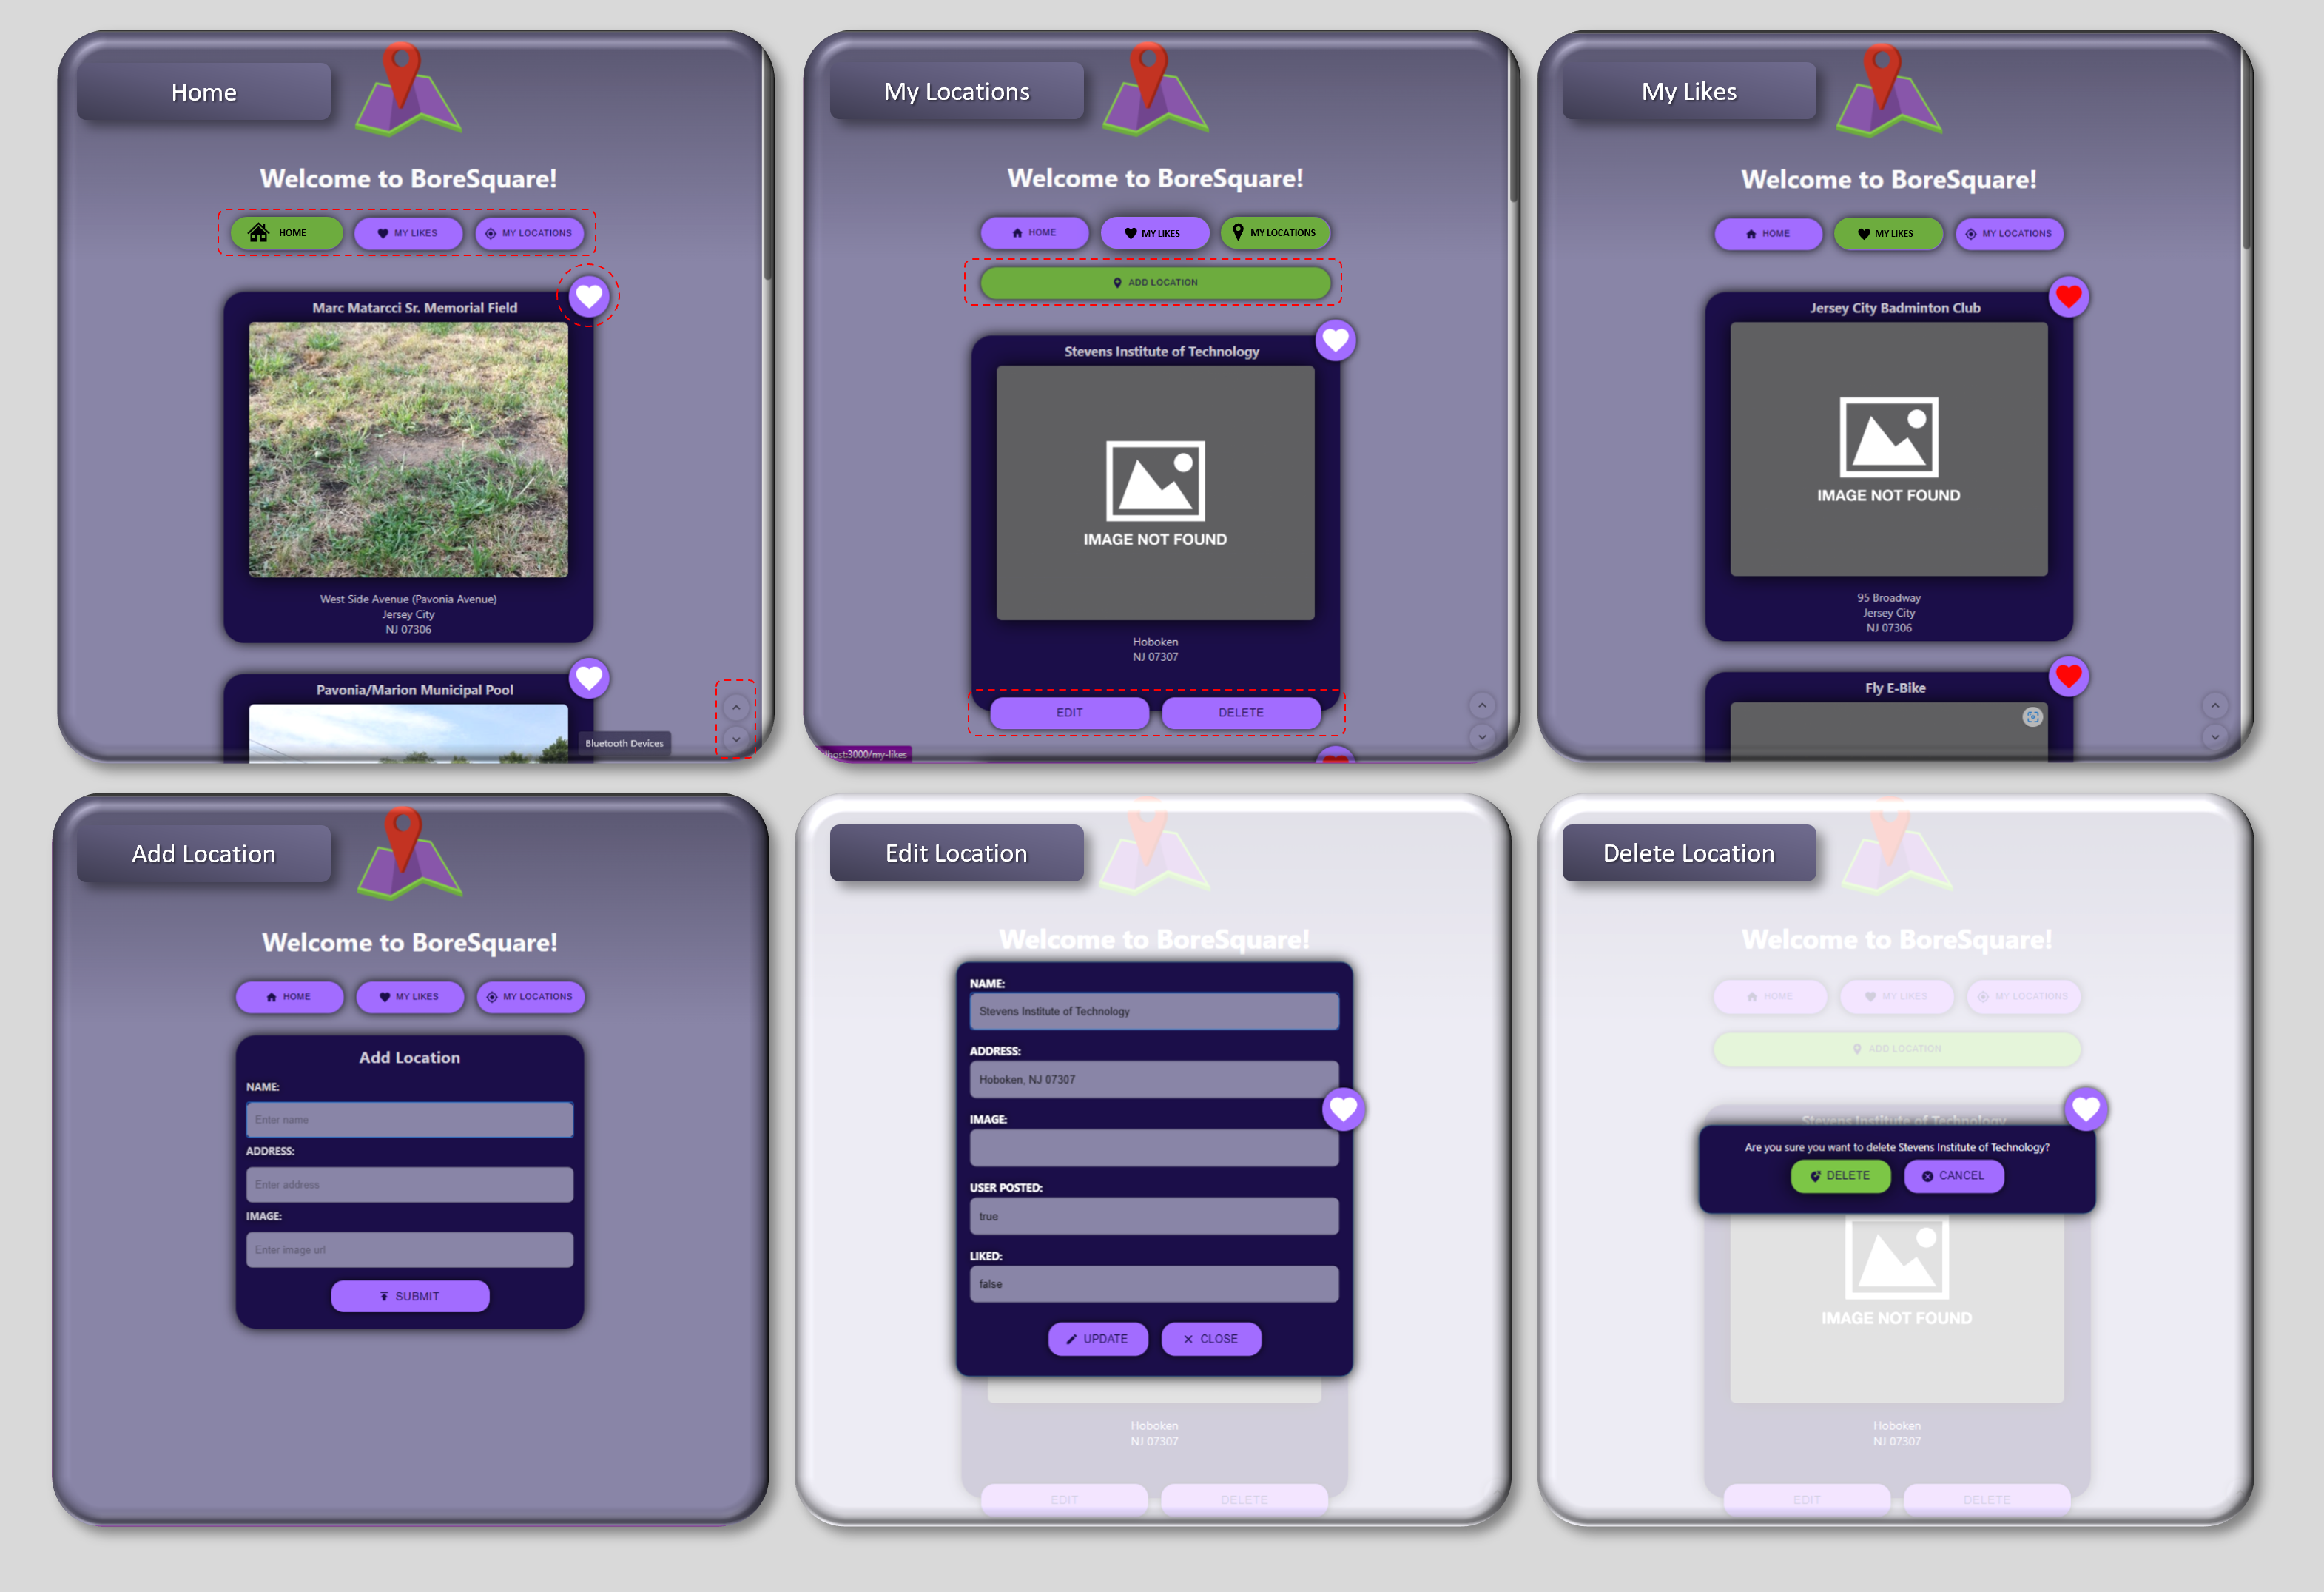 Home
Welcome to BoreSquare!
HOME
MY LIKES
MY LOCATIONS
Marc Matarcci Sr. Memorial Field
West Side Avenue (Pavonia Avenue)
Jersey City
NJ 07306
Pavonia/Marion Municipal Pool
Bluetooth Devices
My Locations
Welcome to BoreSquare!
HOME
MY LIKES
MY LOCATIONS
ADD LOCATION
Stevens Institute of Technology
IMAGE NOT FOUND
Hoboken
NJ 07307
EDIT
DELETE
lhost:3000/my-likes
My Likes
Welcome to BoreSquare!
HOME
MY LIKES
MY LOCATIONS
Jersey City Badminton Club
IMAGE NOT FOUND
95 Broadway
Jersey City
NJ 07306
Fly E-Bike
Add Location
Welcome to BoreSquare!
HOME
MY LIKES
MY LOCATIONS
Add Location
NAME:
Enter name
ADDRESS:
Enter address
IMAGE:
Enter image url
SUBMIT
Edit Location
Welcome to BoreSquare!
NAME:
Stevens Institute of Technology
ADDRESS:
Hoboken, NJ 07307
IMAGE:
USER POSTED:
true
LIKED:
false
UPDATE
CLOSE
Hoboken
NJ 07307
EDIT
DELETE
Delete Location
Welcome to BoreSquare!
HOME
MY LIKES
MY LOCATIONS
ADD LOCATION
Stevens Institute of Technology
Are you sure you want to delete Stevens Institute of Technology?
DELETE
CANCEL
IMAGE NOT FOUND
Hoboken
NJ 07307
EDIT
DELETE